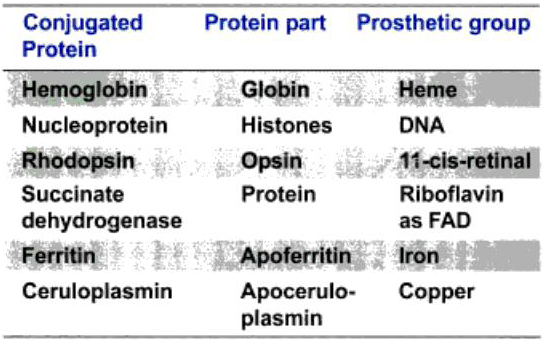 Conjugated Protein part Prosthetic group
Protein
Hemoglobin Globin Heme
Nucleoprotein Histones DNA
Rhodopsin Opsin 11-cis-retinal
Succinate Protein Riboflavin
dehydrogenase as FAD
Ferritin Apoferritin Iron
Ceruloplasmin Apocerulo- Copper
plasmin